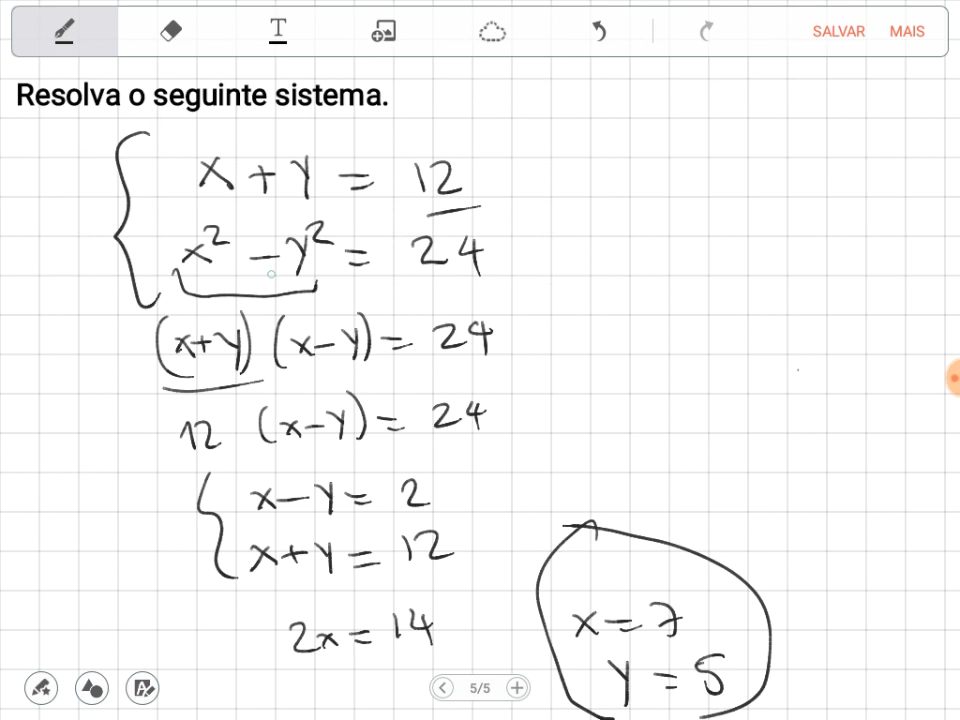 T
SALVAR MAIS
Resolva o seguinte sistema.
x + y = 12
x² - y² = 24
(x+y) (x-y) = 24
12 (x-y) = 24
x - y = 2
x + y = 12
2x = 14
x = 7
y = 5
A
5/5